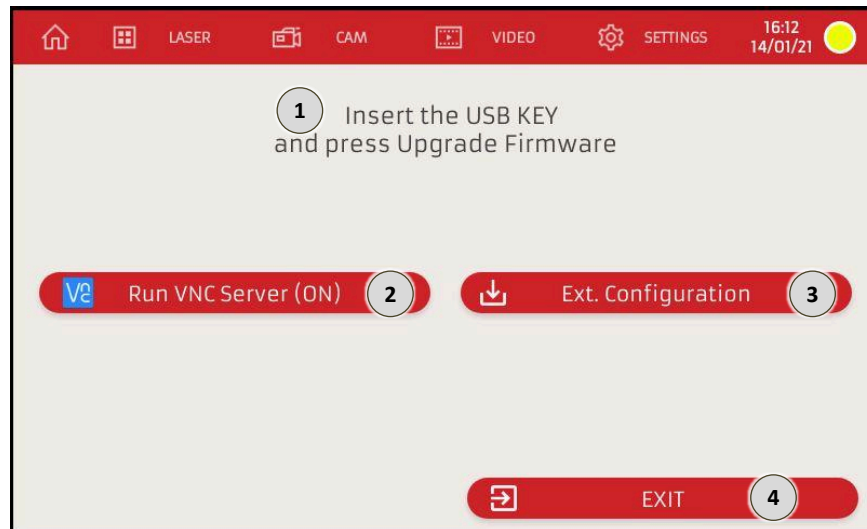 LASER
CAM
VIDEO
SETTINGS
16:12
14/01/21
1
Insert the USB KEY
and press Upgrade Firmware
VC
Run VNC Server (ON)
2
Ext. Configuration
3
EXIT
4